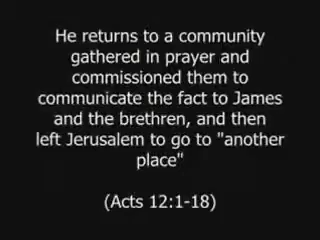 He returns to a community
gathered in prayer and
commissioned them to
communicate the fact to James
and the brethren, and then
left Jerusalem to go to "another
place"
(Acts 12:1-18)